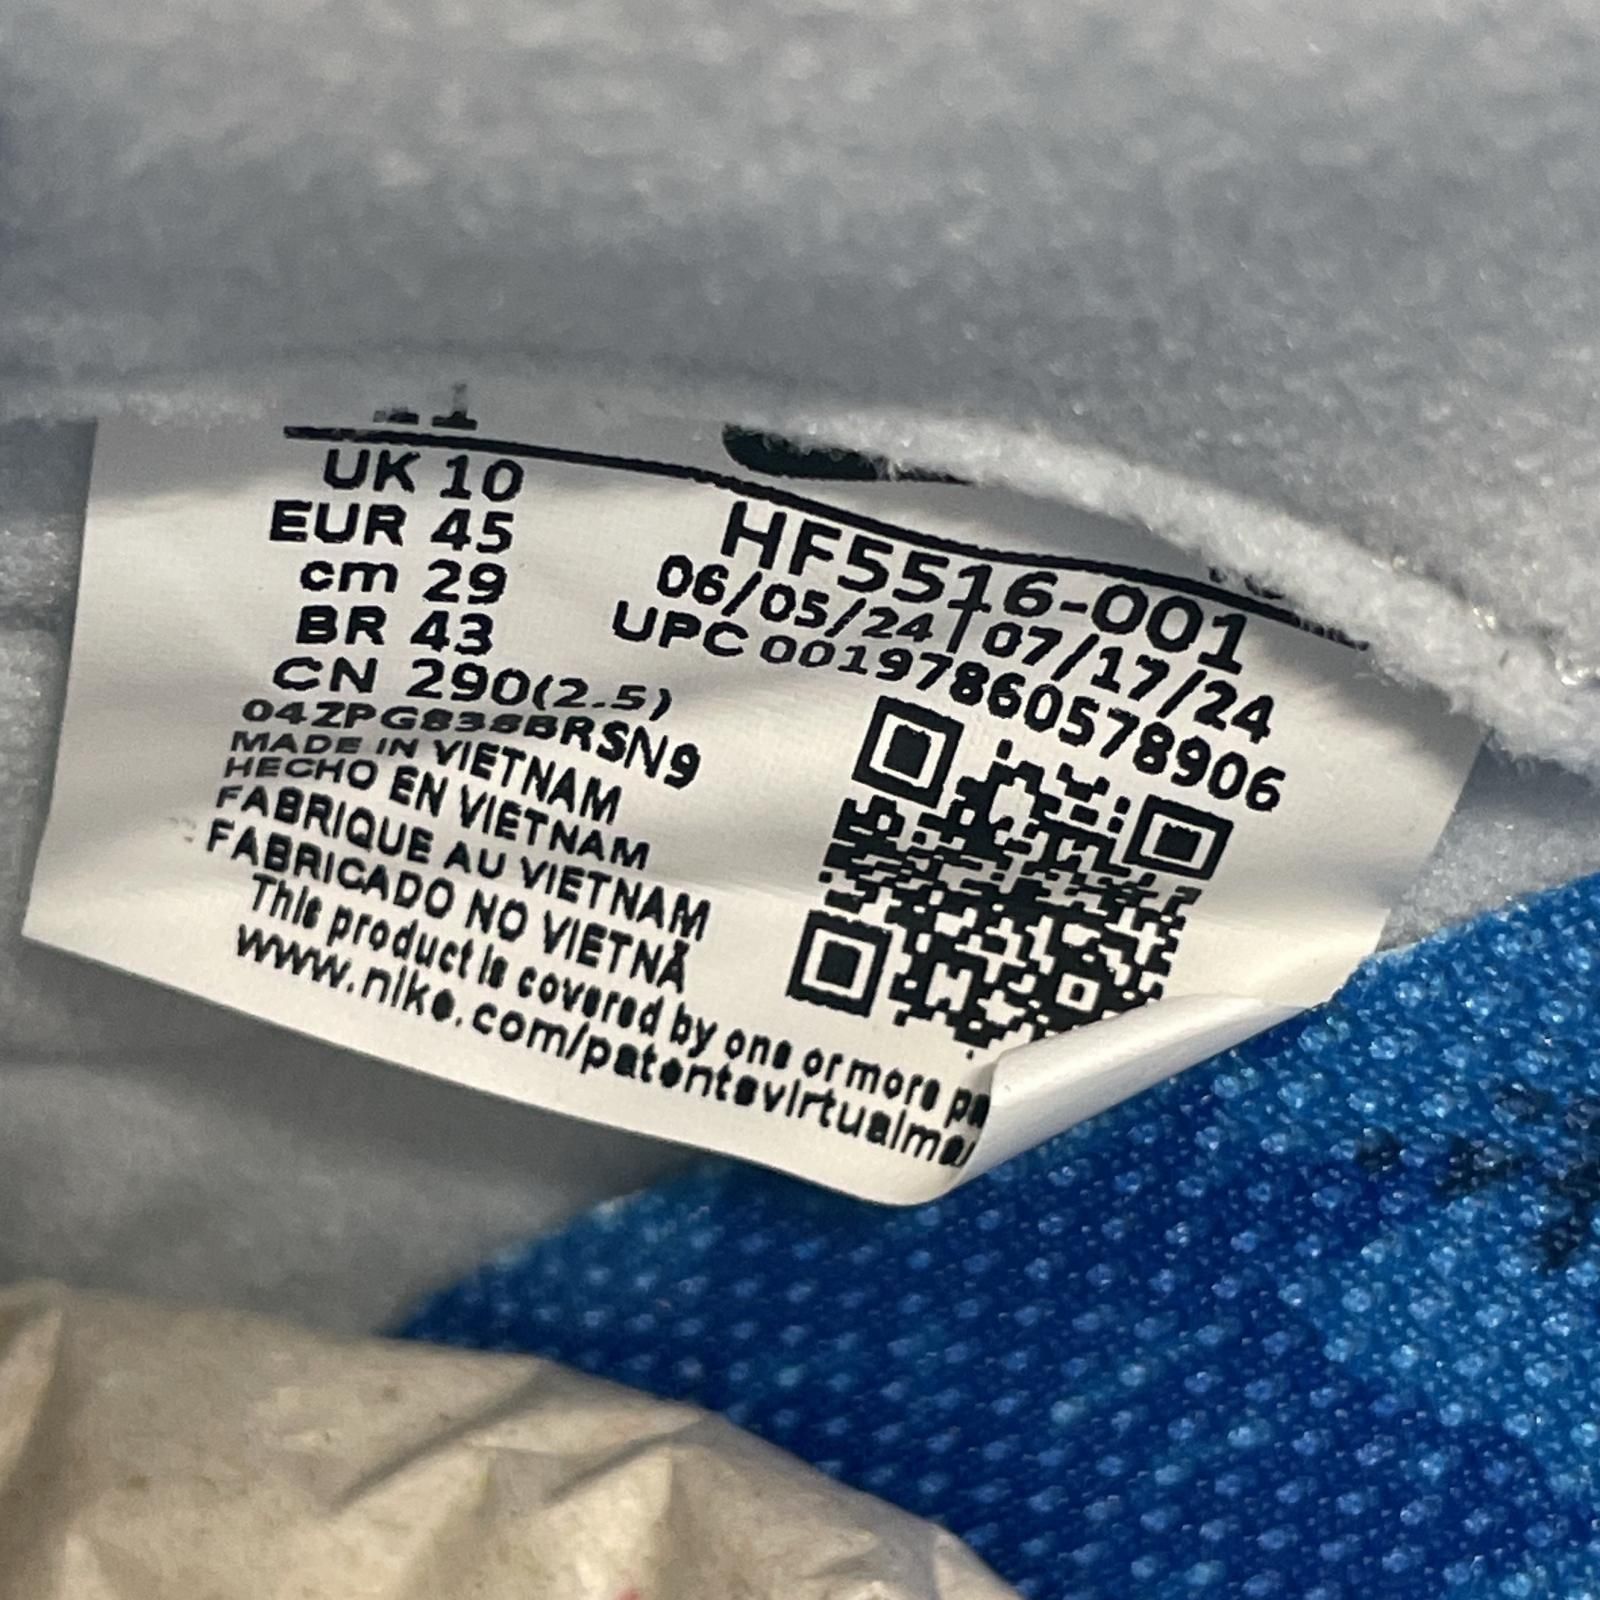 UK 10
EUR 45
cm 29
BR 43
CN 290(2.5)
MADE IN VIETNAM
HECHO EN VIETNAM
FABRIQUE AU VIETNAM
FABRICADO NO VIETNÃ
This product is covered by one or more
www.nike.com/patentsvirtualma
HF5516-001
06/05/24 | 07/17/24
UPC 00197860578906